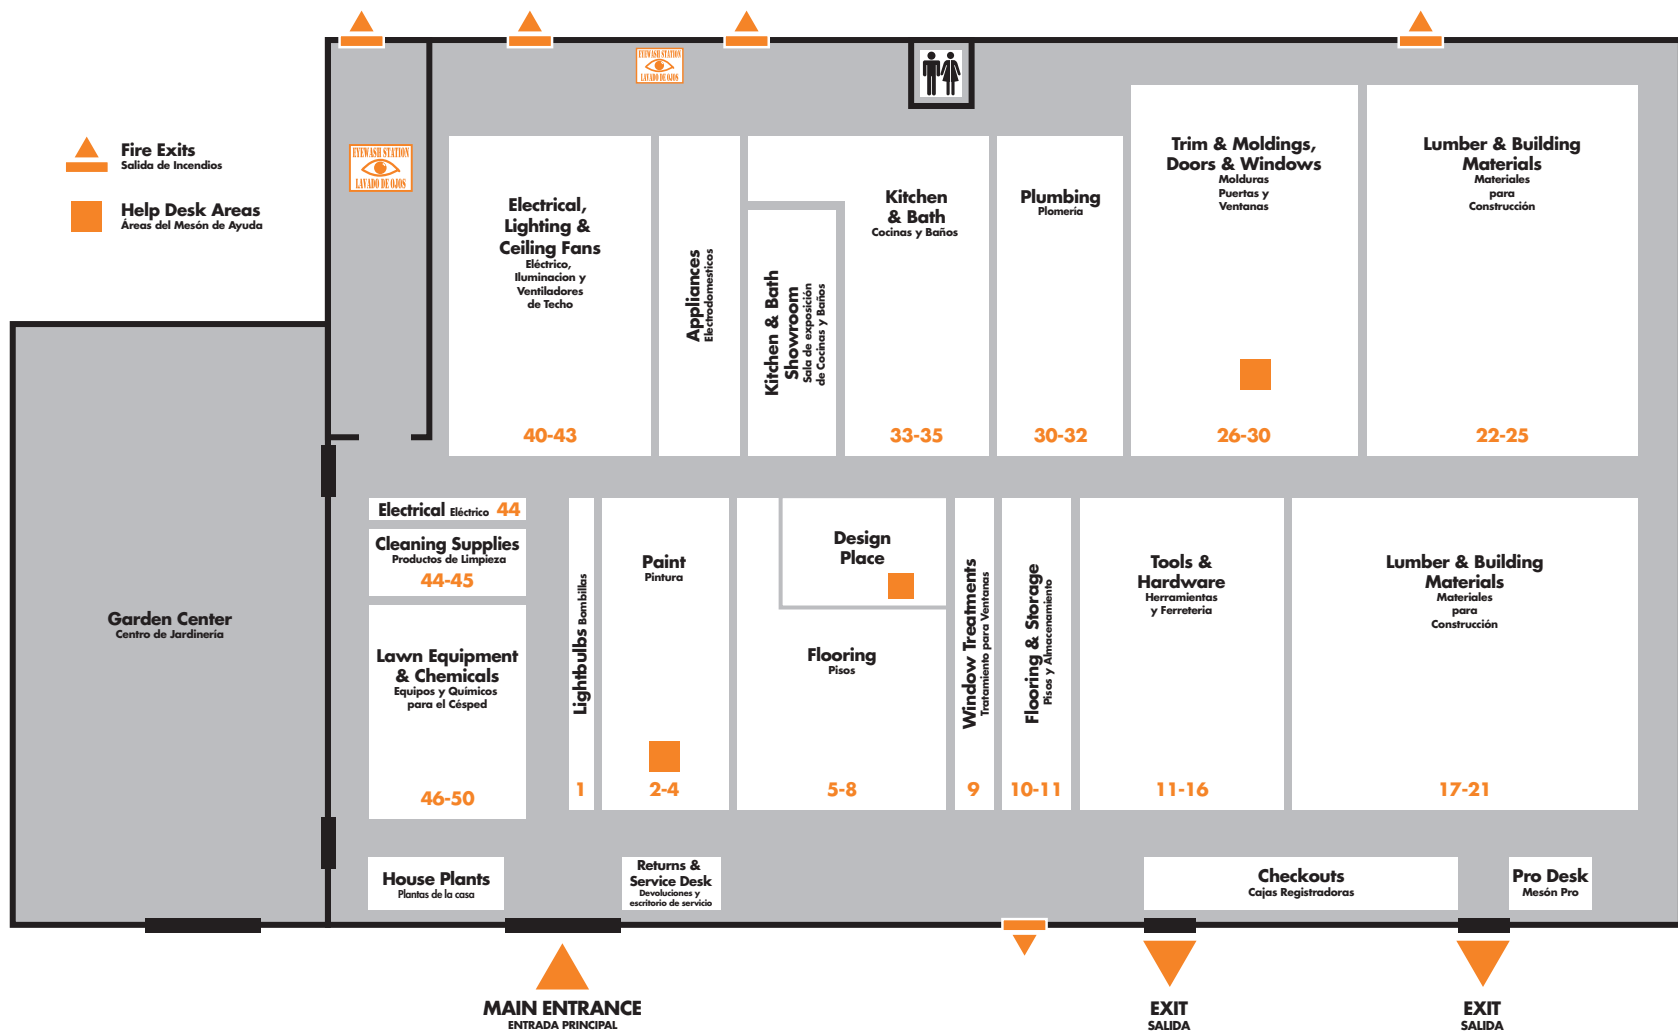 EYEWASH STATION
LAVADO DE OJOS
EYEWASH STATION
LAVADO DE OJOS
Fire Exits
Salida de Incendios
Help Desk Areas
Áreas del Mesón de Ayuda
Electrical,
Lighting &
Ceiling Fans
Eléctrico,
Iluminacion y
Ventiladores
de Techo
40-43
Appliances
Electrodomesticos
Kitchen & Bath
Showroom
Sala de exposición
de Cocinas y Baños
Kitchen
& Bath
Cocinas y Baños
33-35
Plumbing
Plomería
30-32
Trim & Moldings,
Doors & Windows
Molduras
Puertas y
Ventanas
26-30
Lumber & Building
Materials
Materiales
para
Construcción
22-25
Garden Center
Centro de Jardinería
Electrical Eléctrico 44
Cleaning Supplies
Productos de Limpieza
44-45
Lawn Equipment
& Chemicals
Equipos y Químicos
para el Césped
46-50
Lightbulbs Bombillas
1
Paint
Pintura
2-4
Design
Place
Flooring
Pisos
5-8
Window Treatments
Tratamiento para Ventanas
9
Flooring & Storage
Pisos y Almacenamiento
10-11
Tools &
Hardware
Herramientas
y Ferreteria
11-16
Lumber & Building
Materials
Materiales
para
Construcción
17-21
House Plants
Plantas de la casa
Returns &
Service Desk
Devoluciones y
escritorio de servicio
Checkouts
Cajas Registradoras
Pro Desk
Mesón Pro
MAIN ENTRANCE
ENTRADA PRINCIPAL
EXIT
SALIDA
EXIT
SALIDA